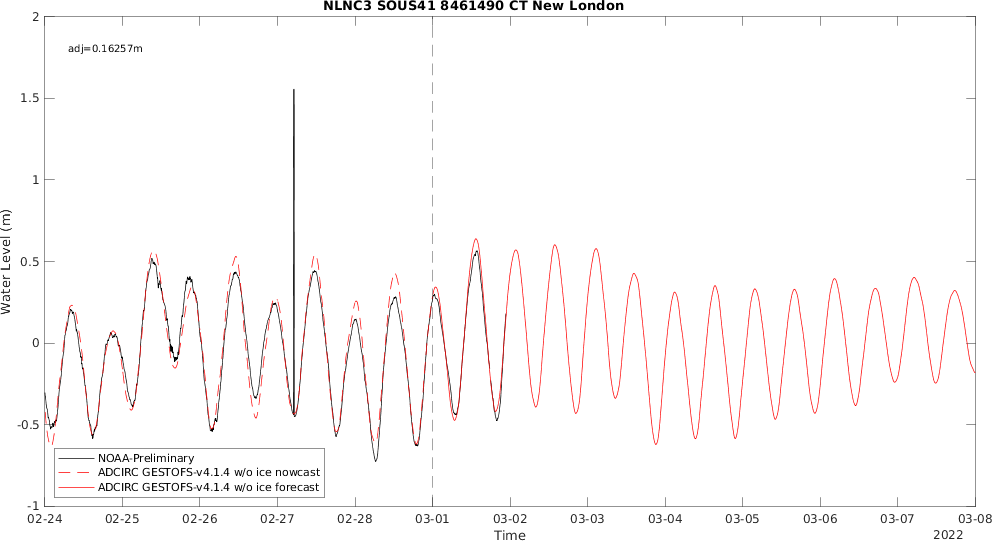 NLNC3 SOUS41 8461490 CT New London
adj=0.16257m
2
1.5
1
0.5
0
-0.5
-1
Water Level (m)
NOAA-Preliminary
ADCIRC GESTOFS-v4.1.4 w/o ice nowcast
ADCIRC GESTOFS-v4.1.4 w/o ice forecast
02-24 02-25 02-26 02-27 02-28 03-01 03-02 03-03 03-04 03-05 03-06 03-07 03-08
Time
2022